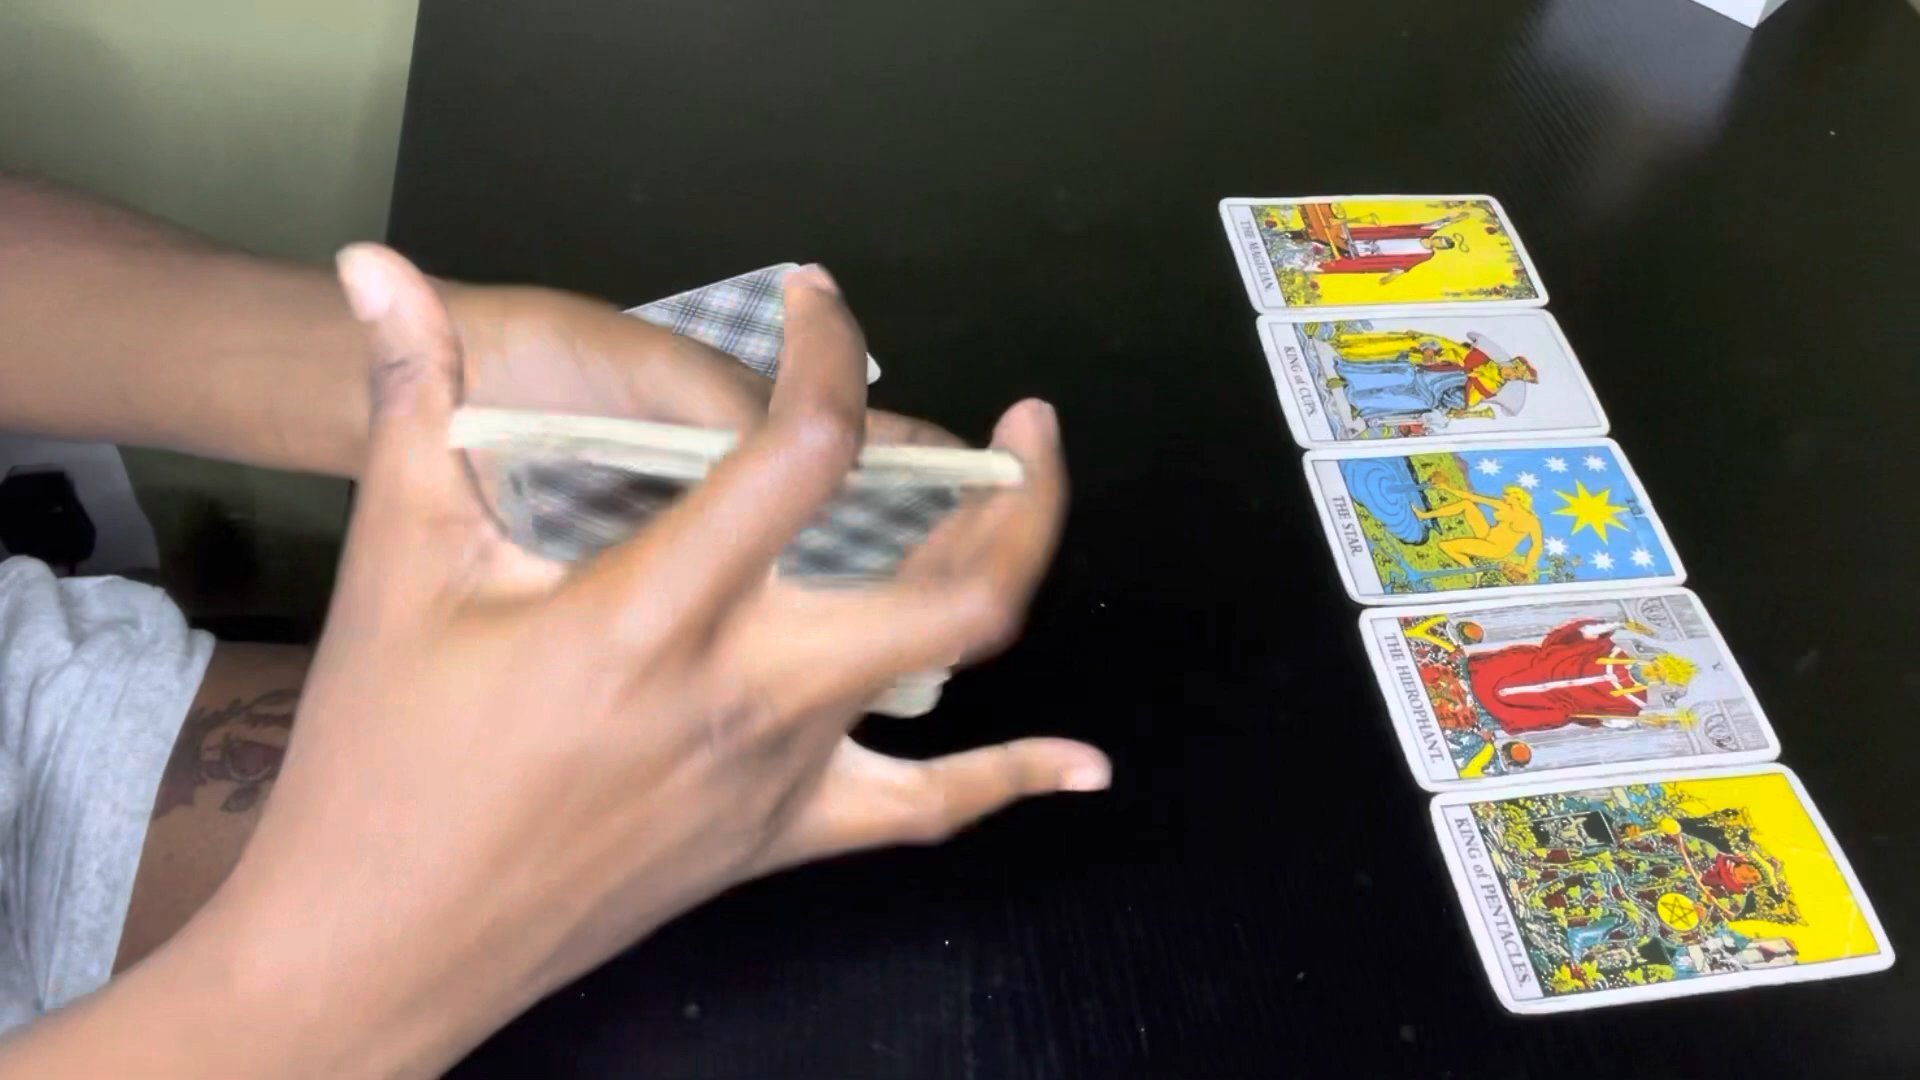 THE MAGICIAN.
I
KING of CUPS.
THE STAR.
THE HIEROPHANT.
V
KING of PENTACLES.